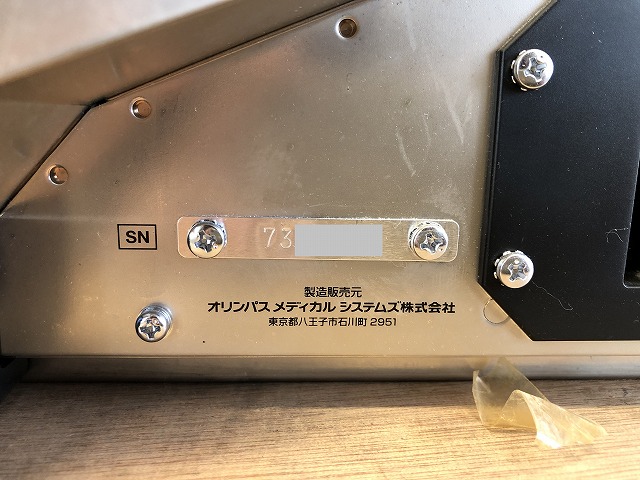 SN
73
製造販売元
オリンパス メディカル システムズ株式会社
東京都八王子市石川町 2951